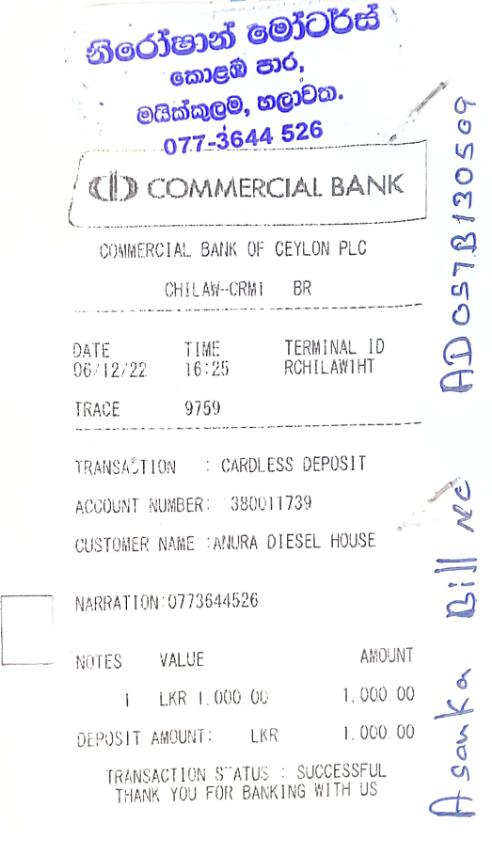 නිරෝෂාන් මෝටර්ස්
කොළඹ පාර,
මයික්කුලම, හලාවත.
077-3644 526
COMMERCIAL BANK
COMMERCIAL BANK OF CEYLON PLC
CHILAW-CRM1 BR
DATE TIME TERMINAL ID
06/12/22 16:25 RCHILAW1HT
TRACE 9759
TRANSACTION : CARDLESS DEPOSIT
ACCOUNT NUMBER: 380011739
CUSTOMER NAME :ANURA DIESEL HOUSE
NARRATION:0773644526
NOTES VALUE AMOUNT
1 LKR 1,000.00 1,000.00
DEPOSIT AMOUNT: LKR 1,000.00
TRANSACTION STATUS : SUCCESSFUL
THANK YOU FOR BANKING WITH US
Asanka Bill No AD057B130509